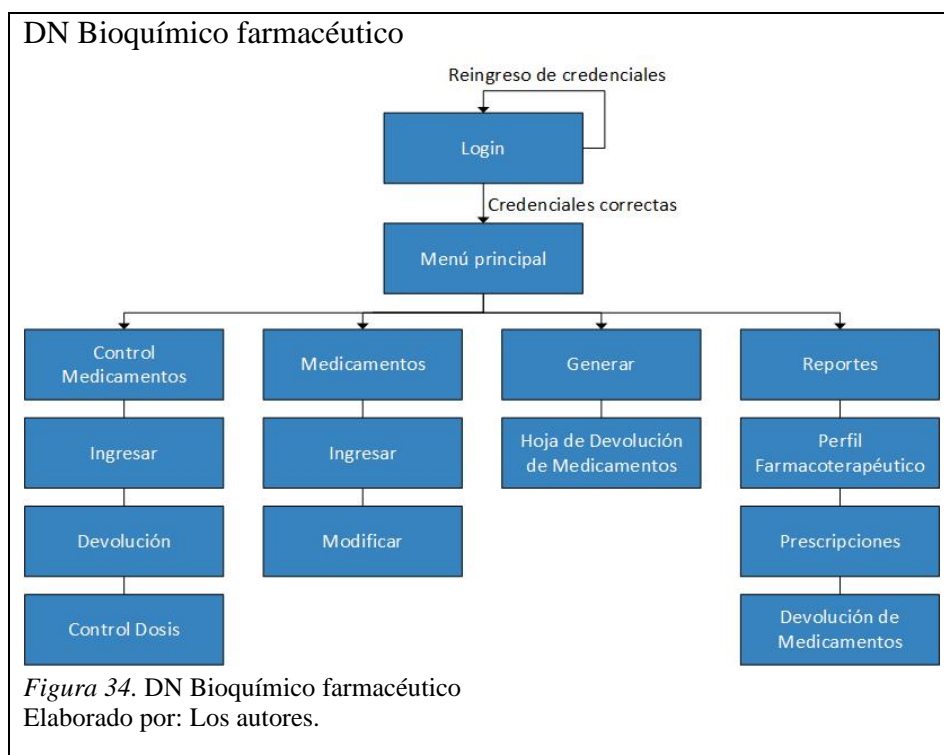 DN Bioquímico farmacéutico
Reingreso de credenciales
Login
Credenciales correctas
Menú principal
Control
Medicamentos
Medicamentos
Generar
Reportes
Ingresar
Ingresar
Hoja de Devolución
de Medicamentos
Perfil
Farmacoterapéutico
Devolución
Modificar
Prescripciones
Control Dosis
Devolución de
Medicamentos
Figura 34. DN Bioquímico farmacéutico
Elaborado por: Los autores.